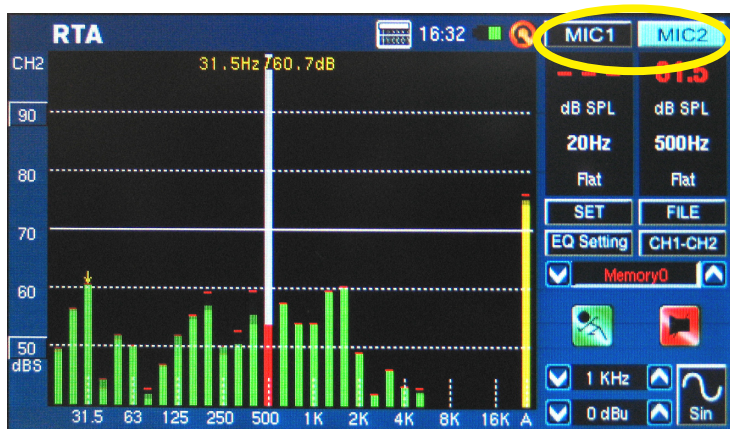 RTA 16:32 MIC1 MIC2
CH2 31.5Hz/60.7dB
--- 61.5
dB SPL dB SPL
90
20Hz 500Hz
80 Flat Flat
SET FILE
70 EQ Setting CH1-CH2
Memory0
60
50
dBS 1 KHz
31.5 63 125 250 500 1K 2K 4K 8K 16K A 0 dBu Sin